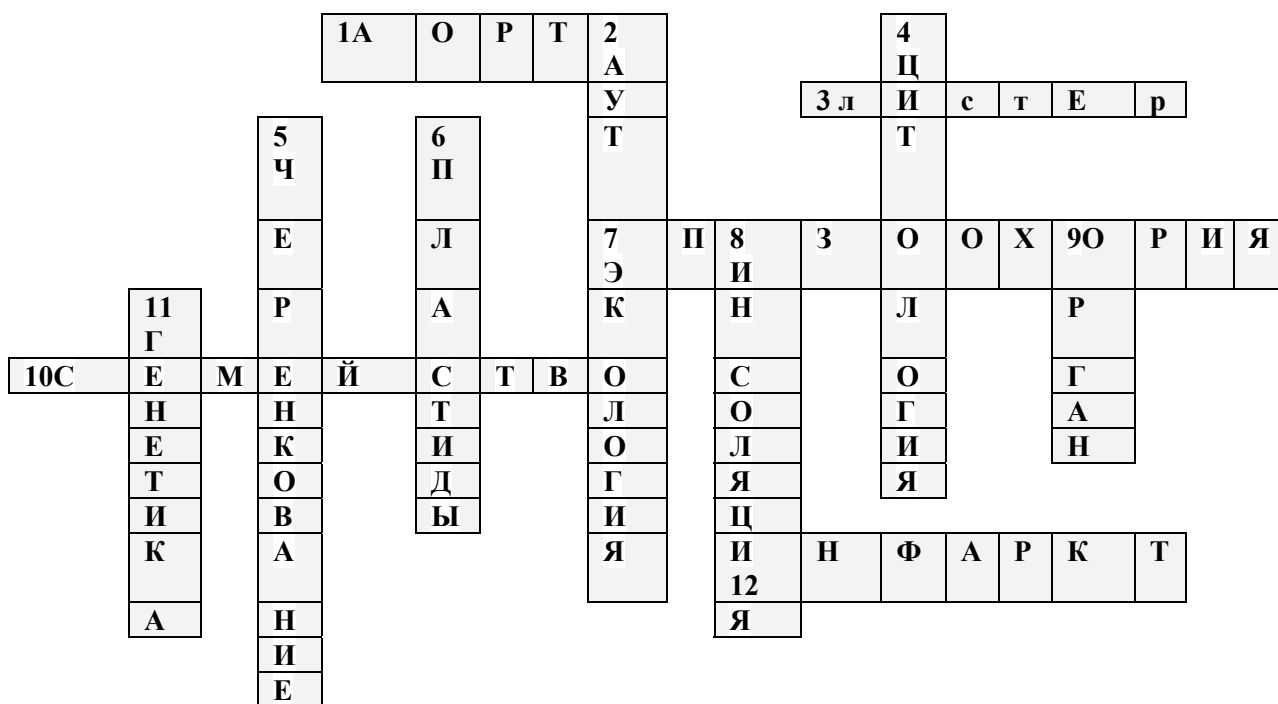 1А О Р Т 2 А 4 Ц
У 3 л И с т Е р
5 Ч 6 П Т Т
Е Л 7 Э П 8 И З О О Х 9О Р И Я
11 Г Р А К Н Л Р
10С Е М Е Й С Т В О С О Г
Н Н Т Л О Г А
Е К И О Л И Н
Т О Д Г Я Я
И В Ы И Ц
К А Я И 12 Н Ф А Р К Т
А Н Я
И
Е